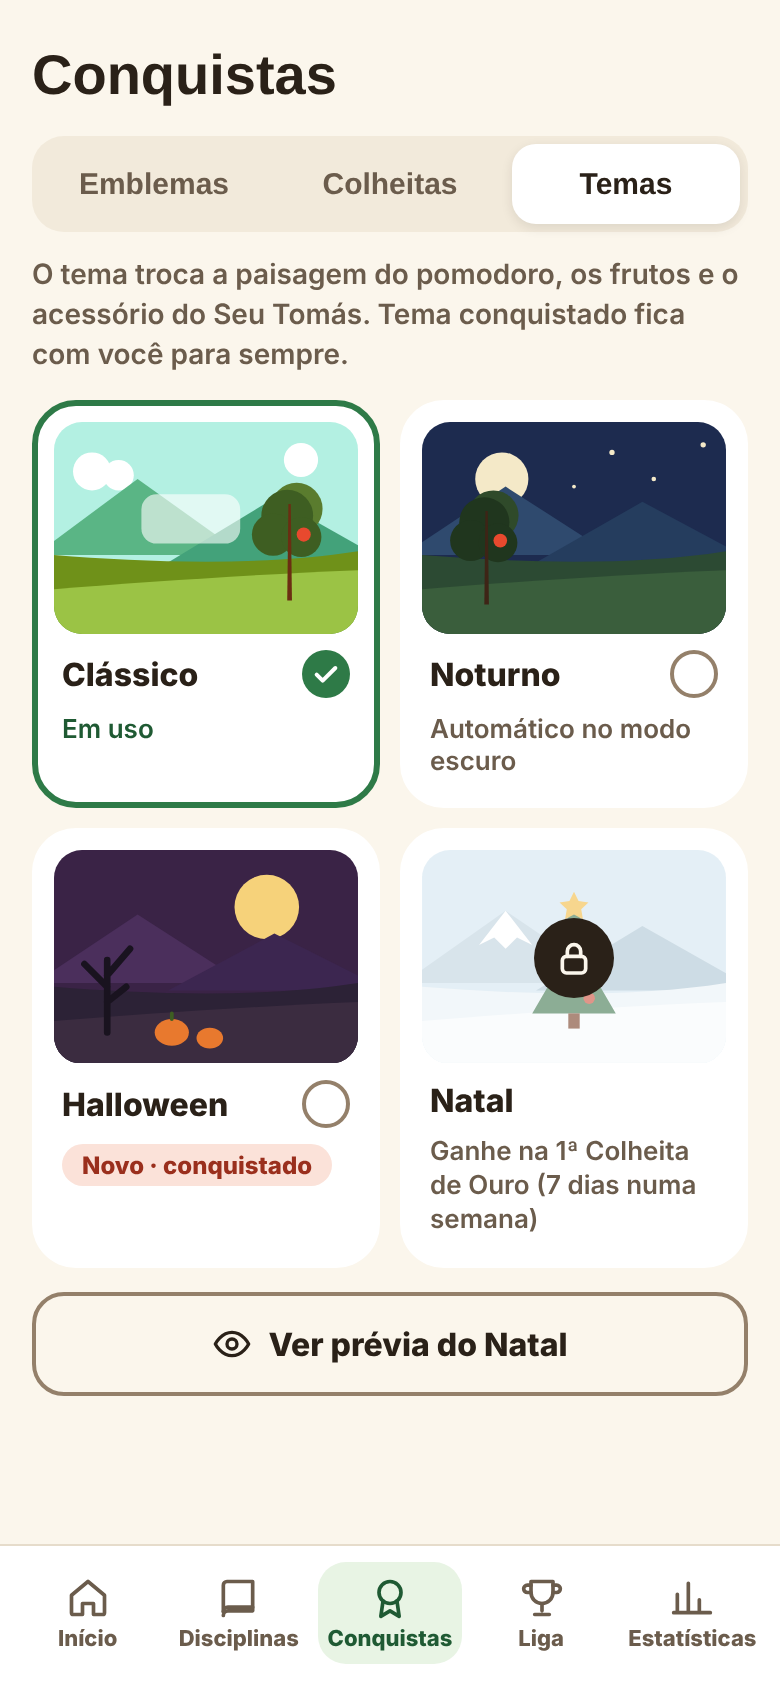 Conquistas
Emblemas
Colheitas
Temas
O tema troca a paisagem do pomodoro, os frutos e o
acessório do Seu Tomás. Tema conquistado fica
com você para sempre.
Clássico
Em uso
Noturno
Automático no modo
escuro
Halloween
Novo · conquistado
Natal
Ganhe na 1ª Colheita
de Ouro (7 dias numa
semana)
Ver prévia do Natal
Início
Disciplinas
Conquistas
Liga
Estatísticas